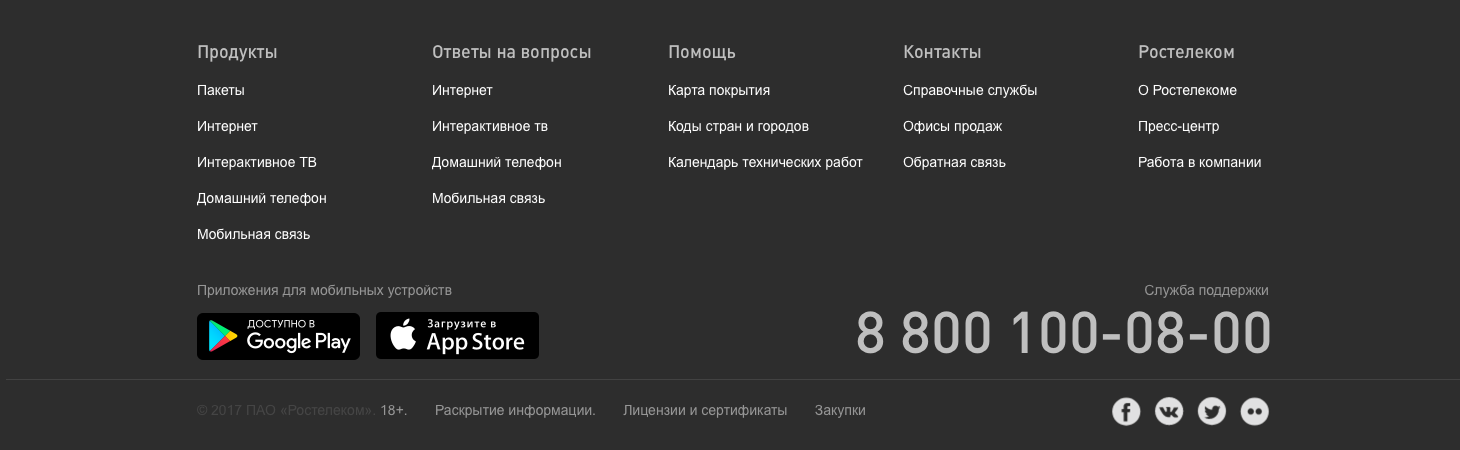 Продукты
Пакеты
Интернет
Интерактивное ТВ
Домашний телефон
Мобильная связь
Ответы на вопросы
Интернет
Интерактивное тв
Домашний телефон
Мобильная связь
Помощь
Карта покрытия
Коды стран и городов
Календарь технических работ
Контакты
Справочные службы
Офисы продаж
Обратная связь
Ростелеком
О Ростелекоме
Пресс-центр
Работа в компании
Приложения для мобильных устройств
ДОСТУПНО В
Google Play
Загрузите в
App Store
Служба поддержки
8 800 100-08-00
© 2017 ПАО «Ростелеком». 18+. Раскрытие информации. Лицензии и сертификаты Закупки